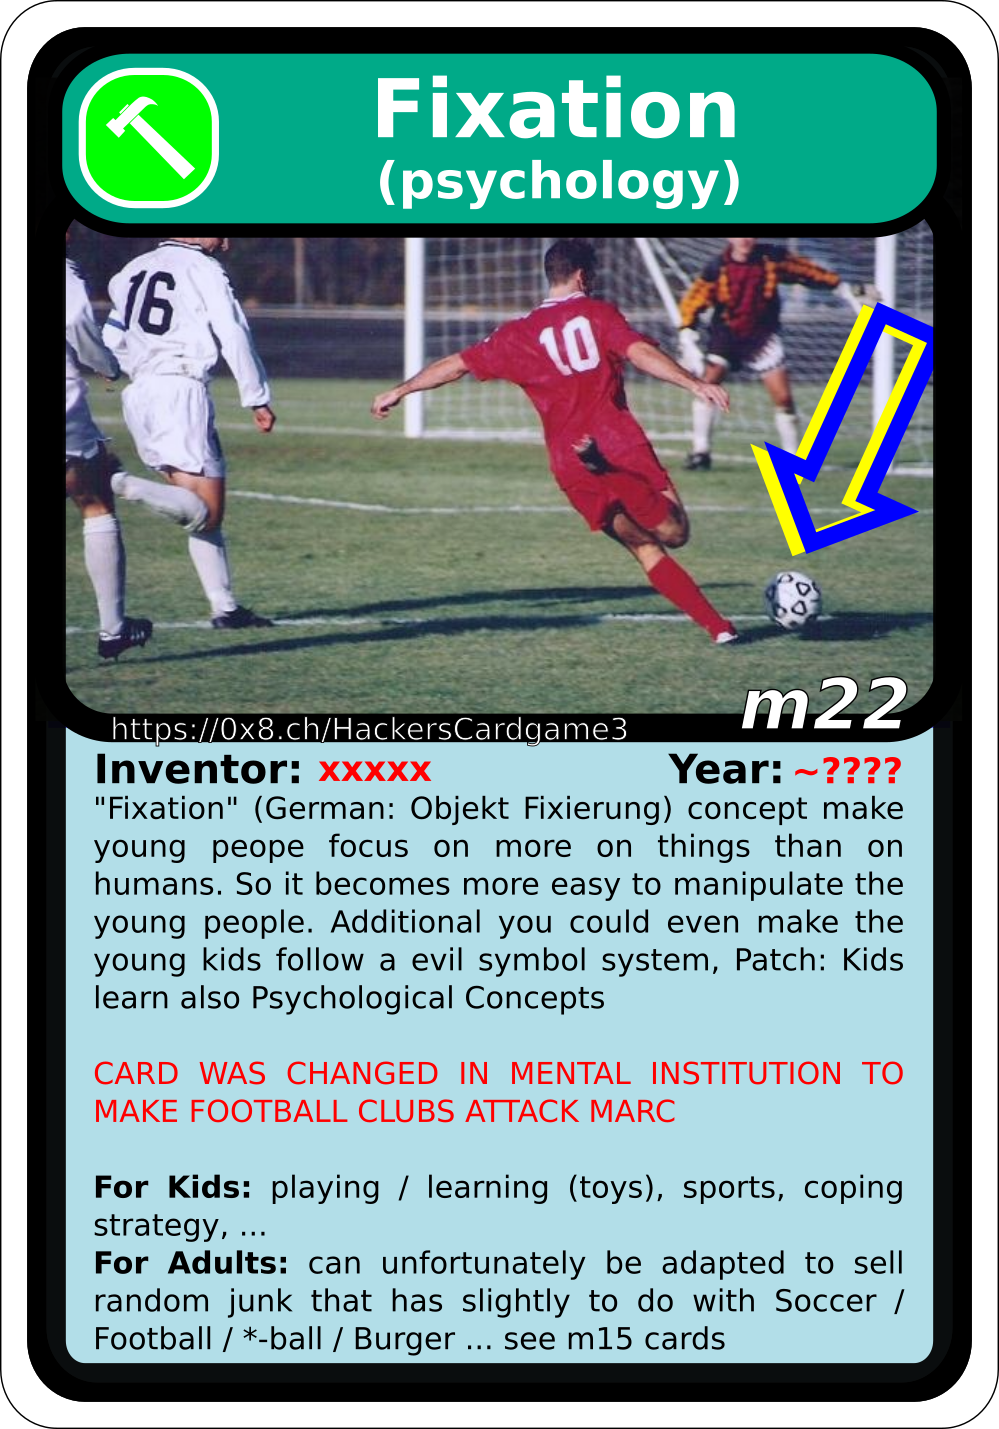 Fixation
(psychology)
16
10
m22
https://0x8.ch/HackersCardgame3
Inventor: xxxxx Year: ~????
"Fixation" (German: Objekt Fixierung) concept make
young peope focus on more on things than on
humans. So it becomes more easy to manipulate the
young people. Additional you could even make the
young kids follow a evil symbol system, Patch: Kids
learn also Psychological Concepts
CARD WAS CHANGED IN MENTAL INSTITUTION TO
MAKE FOOTBALL CLUBS ATTACK MARC
For Kids: playing / learning (toys), sports, coping
strategy, ...
For Adults: can unfortunately be adapted to sell
random junk that has slightly to do with Soccer /
Football / *-ball / Burger ... see m15 cards